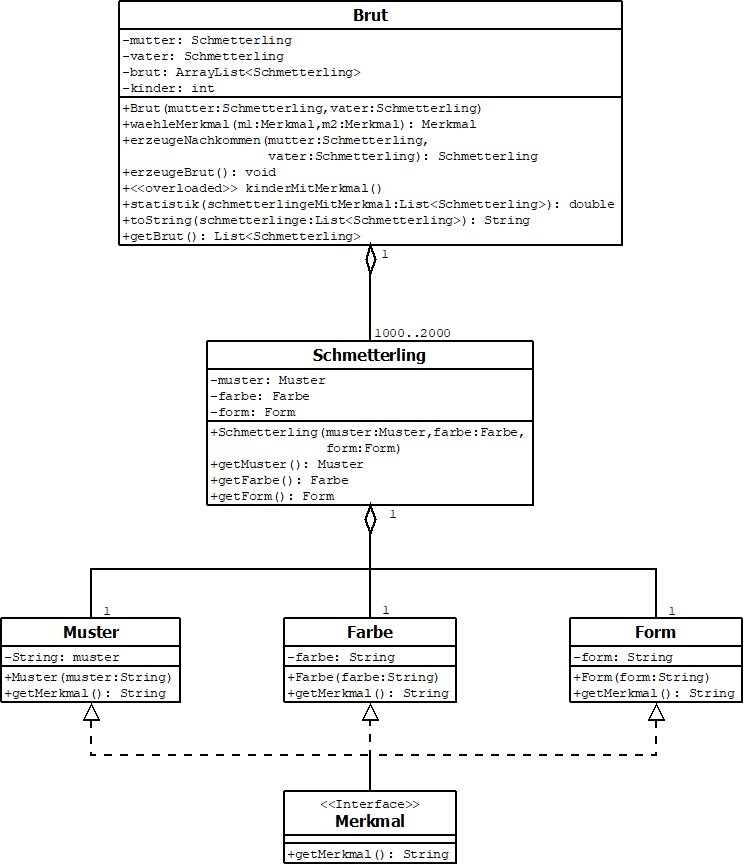 Brut
-mutter: Schmetterling
-vater: Schmetterling
-brut: ArrayList<Schmetterling>
-kinder: int
+Brut(mutter:Schmetterling,vater:Schmetterling)
+waehleMerkmal(m1:Merkmal,m2:Merkmal): Merkmal
+erzeugeNachkommen(mutter:Schmetterling,
vater:Schmetterling): Schmetterling
+erzeugeBrut(): void
+<<overloaded>> kinderMitMerkmal()
+statistik(schmetterlingeMitMerkmal:List<Schmetterling>): double
+toString(schmetterlinge:List<Schmetterling>): String
+getBrut(): List<Schmetterling>
1
1000..2000
Schmetterling
-muster: Muster
-farbe: Farbe
-form: Form
+Schmetterling(muster:Muster,farbe:Farbe,
form:Form)
+getMuster(): Muster
+getFarbe(): Farbe
+getForm(): Form
1
1
Muster
-String: muster
+Muster(muster:String)
+getMerkmal(): String
1
Farbe
-farbe: String
+Farbe(farbe:String)
+getMerkmal(): String
1
Form
-form: String
+Form(form:String)
+getMerkmal(): String
<<Interface>>
Merkmal
+getMerkmal(): String